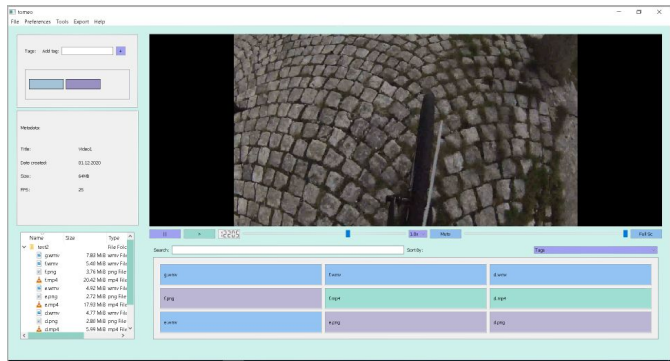 tomeo
File Preferences Tools Export Help
Tags: Add tag: +
Metadata:
Title: Video1
Date created: 01.12.2020
Size: 64MB
FPS: 25
Name Size Type
test2 File Folder
g.wmv 7.83 MiB wmv File
f.wmv 5.40 MiB wmv File
f.png 3.76 MiB png File
f.mp4 20.42 MiB mp4 File
e.wmv 4.92 MiB wmv File
e.png 2.72 MiB png File
e.mp4 17.93 MiB mp4 File
d.wmv 4.77 MiB wmv File
d.png 2.80 MiB png File
d.mp4 5.99 MiB mp4 File
1.0x Mute Full Sc
Search: Sort By: Tags
g.wmv f.wmv d.wmv
f.png f.mp4 d.mp4
e.wmv e.png d.png